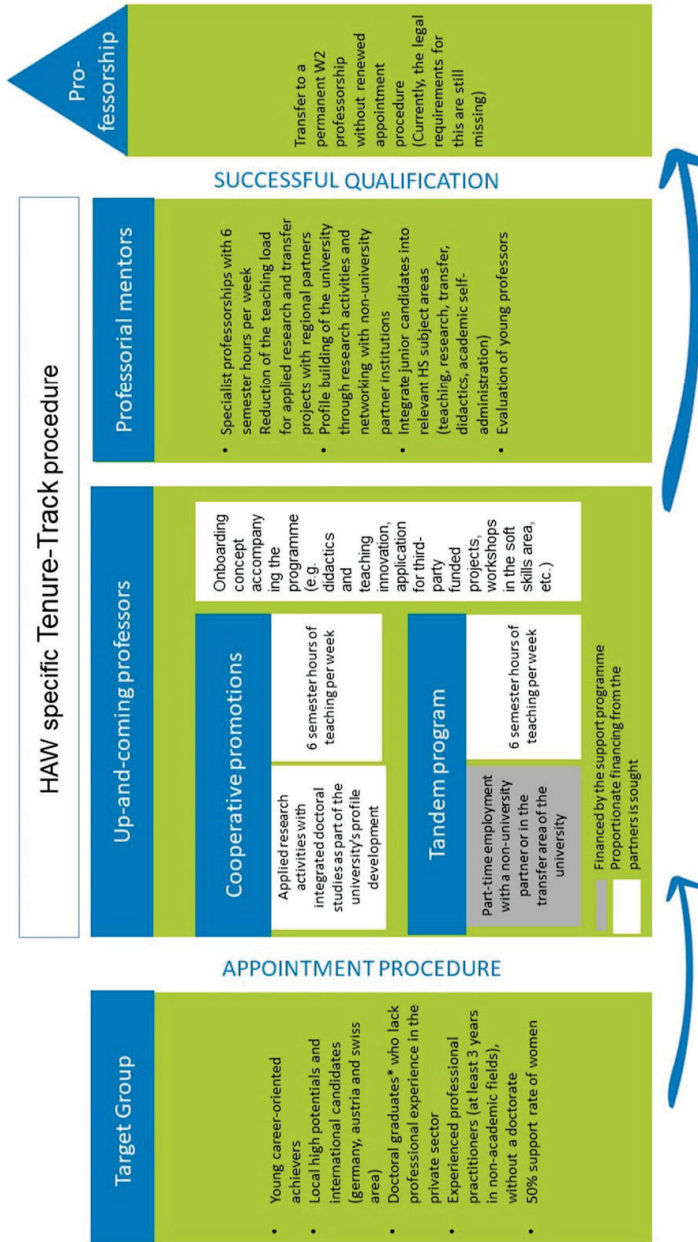 HAW specific Tenure-Track procedure
Target Group
• Young career-oriented
achievers
• Local high potentials and
international candidates
(germany, austria and swiss
area)
• Doctoral graduates* who lack
professional experience in the
private sector
• Experienced professional
practitioners (at least 3 years
in non-academic fields),
without a doctorate
• 50% support rate of women
APPOINTMENT PROCEDURE
Up-and-coming professors
Cooperative promotions
Applied research
activities with
integrated doctoral
studies as part of the
university's profile
development
6 semester hours of
teaching per week
Tandem program
Part-time employment
with a non-university
partner or in the
transfer area of the
university
6 semester hours of
teaching per week
Onboarding
concept
accompany
ing the
programme
(e.g.
didactics
and
teaching
innovation,
application
for third-
party
funded
projects,
workshops
in the soft
skills area,
etc.)
Financed by the support programme
Proportionate financing from the
partners is sought
Professorial mentors
• Specialist professorships with 6
semester hours per week
Reduction of the teaching load
for applied research and transfer
projects with regional partners
• Profile building of the university
through research activities and
networking with non-university
partner institutions
• Integrate junior candidates into
relevant HS subject areas
(teaching, research, transfer,
didactics, academic self-
administration)
• Evaluation of young professors
SUCCESSFUL QUALIFICATION
Pro-
fessorship
Transfer to a
permanent W2
professorship
without renewed
appointment
procedure
(Currently, the legal
requirements for
this are still
missing)